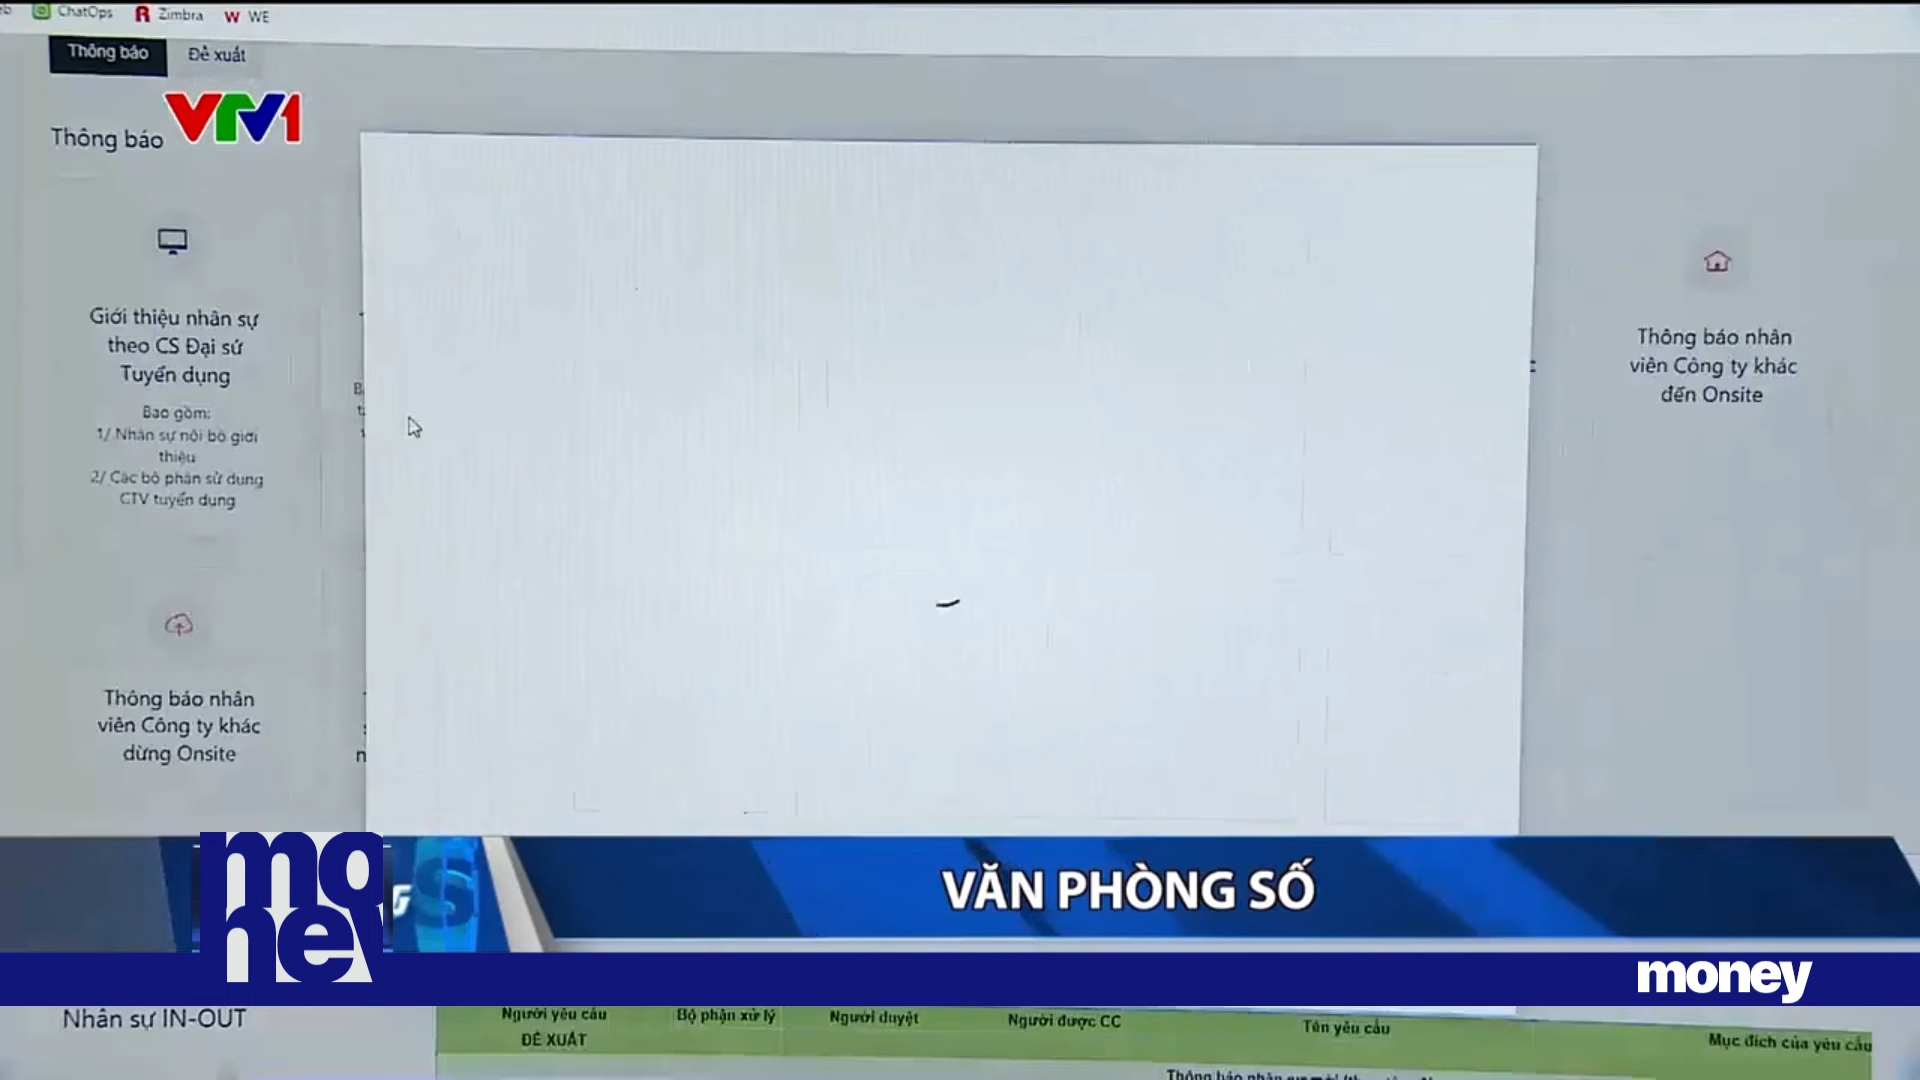 ChatOps
Zimbra
WE
Thông báo
Đề xuất
VTV1
Thông báo
Giới thiệu nhân sự
theo CS Đại sứ
Tuyển dụng
Bao gồm:
1/ Nhân sự nội bộ giới
thiệu
2/ Các bộ phận sử dụng
CTV tuyển dụng
Thông báo nhân
viên Công ty khác
đến Onsite
Thông báo nhân
viên Công ty khác
dừng Onsite
VĂN PHÒNG SỐ
money
Nhân sự IN-OUT
Người yêu cầu
ĐỀ XUẤT
Bộ phận xử lý
Người duyệt
Người được CC
Tên yêu cầu
Mục đích của yêu cầu